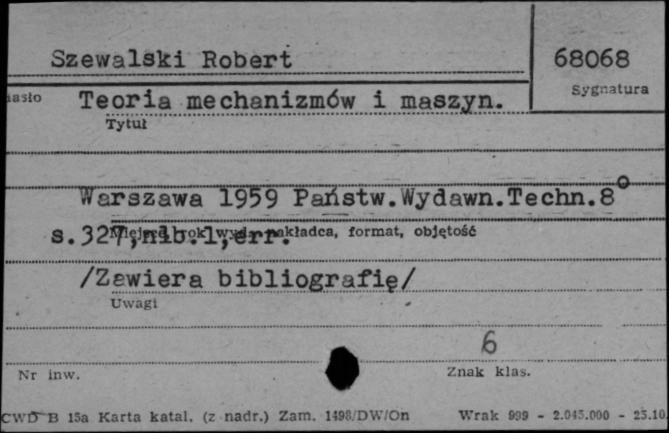 Szewalski Robert
68068
Sygnatura
asło Teoria mechanizmów i maszyn.
Tytuł
Warszawa 1959 Państw.Wydawn.Techn.8°
s.327,nlb.1,err.
Miejsce, rok wyd., nakładca, format, objętość
/Zawiera bibliografię/
Uwagi
6
Nr inw.
Znak klas.
CWD B 15a Karta katal. (z nadr.) Zam. 1498/DW/On Wrak 999 - 2.045.000 - 25.10